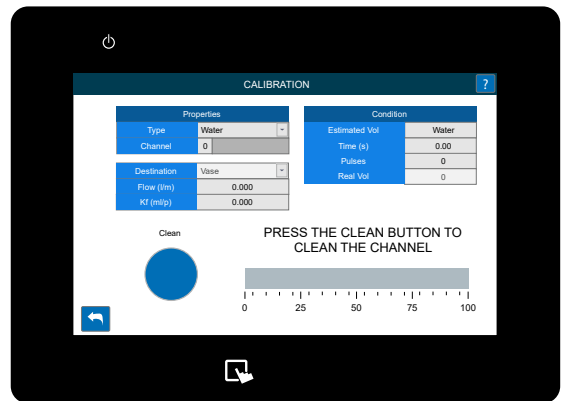 CALIBRATION
?
Properties
Type Water
Channel 0
Destination Vase
Flow (l/m) 0.000
Kf (ml/p) 0.000
Condition
Estimated Vol Water
Time (s) 0.00
Pulses 0
Real Vol 0
Clean
PRESS THE CLEAN BUTTON TO
CLEAN THE CHANNEL
0 25 50 75 100